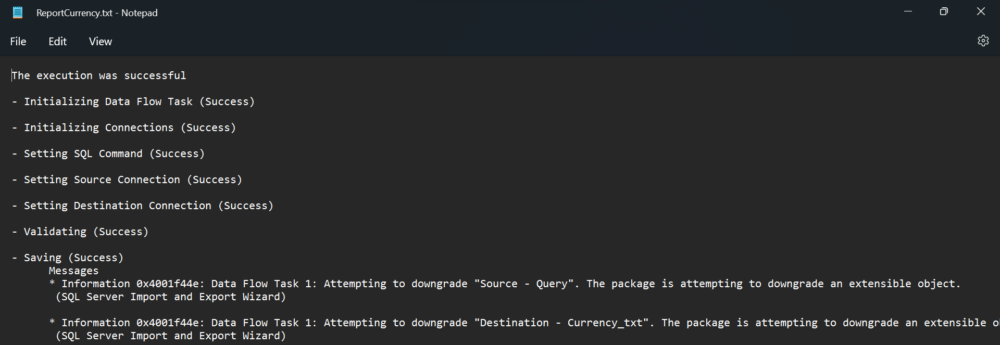 ReportCurrency.txt - Notepad
File Edit View
The execution was successful
- Initializing Data Flow Task (Success)
- Initializing Connections (Success)
- Setting SQL Command (Success)
- Setting Source Connection (Success)
- Setting Destination Connection (Success)
- Validating (Success)
- Saving (Success)
Messages
* Information 0x4001f44e: Data Flow Task 1: Attempting to downgrade "Source - Query". The package is attempting to downgrade an extensible object.
(SQL Server Import and Export Wizard)
* Information 0x4001f44e: Data Flow Task 1: Attempting to downgrade "Destination - Currency_txt". The package is attempting to downgrade an extensible
(SQL Server Import and Export Wizard)